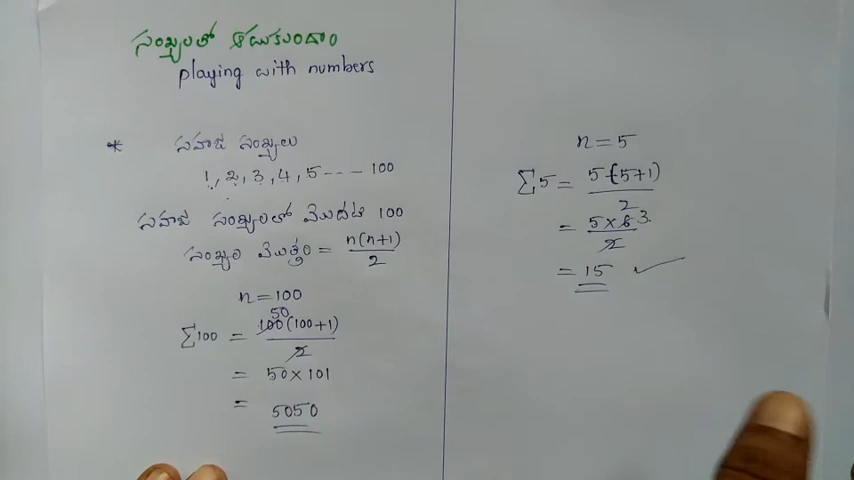 సంఖ్యలతో ఆడుకుందాం
playing with numbers
* సహజ సంఖ్యలు
1, 2, 3, 4, 5 ---- 100
సహజ సంఖ్యలలో మొదటి 100
సంఖ్యల మొత్తం = n(n+1)/2
n = 100
Σ100 = 100(100+1)/2 50
= 50 × 101
= 5050
n = 5
Σ5 = 5(5+1)/2
= 5 × 6/2 3
= 15 ✓